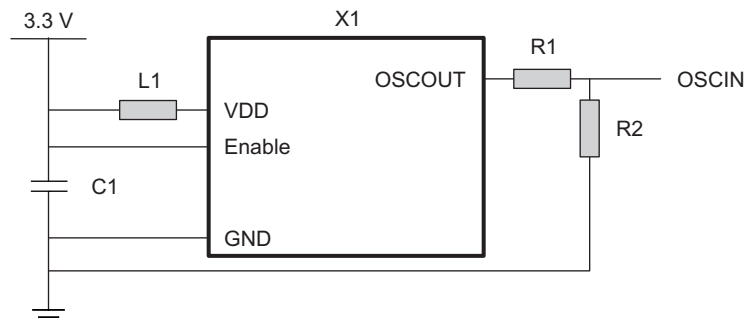 3.3 V
X1
R1
L1
OSCOUT
OSCIN
VDD
R2
Enable
C1
GND